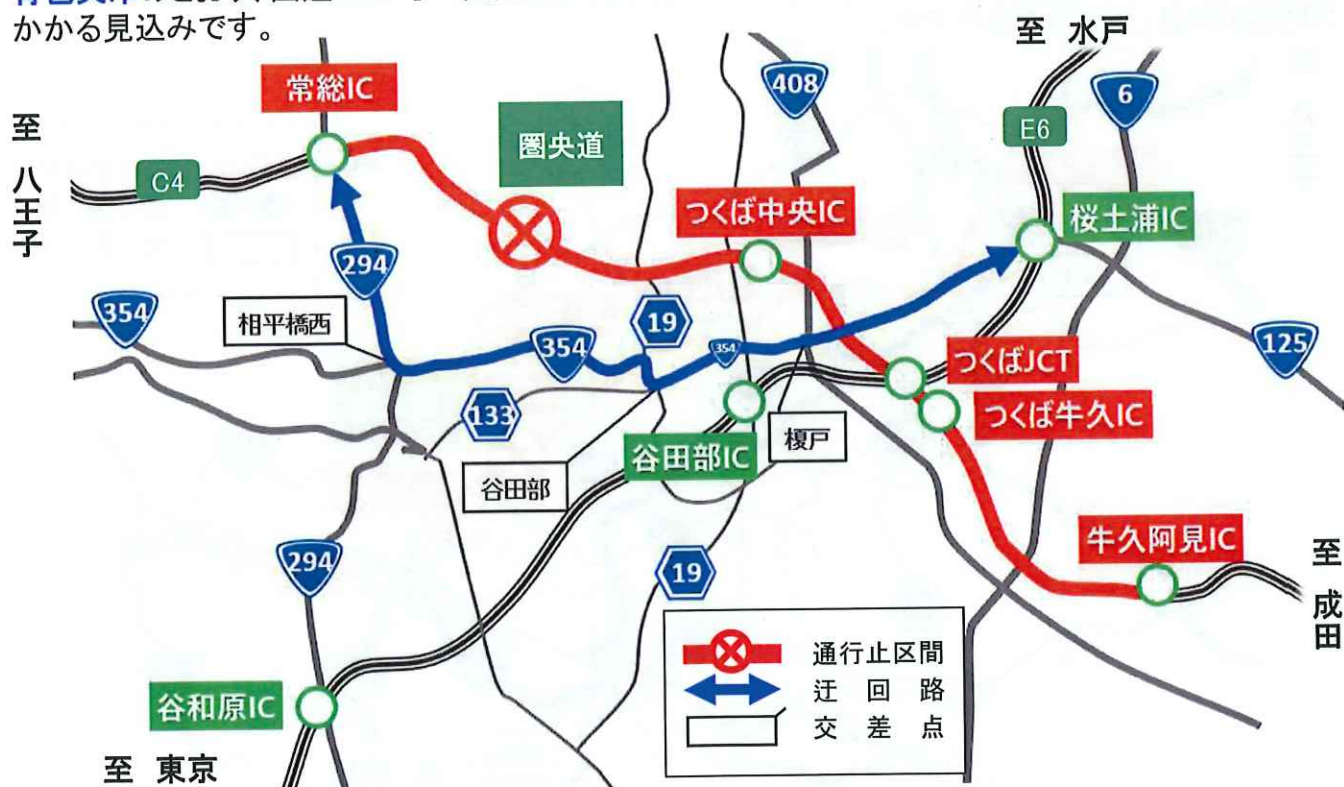 かかる見込みです。
至 水戸
常総IC
408
6
至 八王子
圏央道
E6
C4
つくば中央IC
桜土浦IC
294
354
相平橋西
19
354
354
125
つくばJCT
133
つくば牛久IC
谷田部IC
榎戸
谷田部
牛久阿見IC
至 成田
294
19
通行止区間
迂回路
交差点
谷和原IC
至 東京